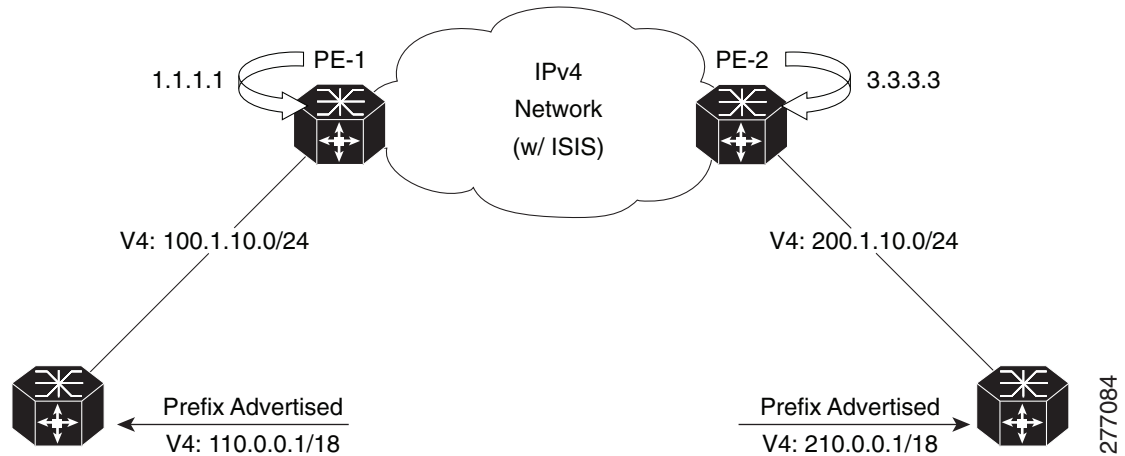 PE-1
1.1.1.1
IPv4
Network
(w/ ISIS)
PE-2
3.3.3.3
V4: 100.1.10.0/24
V4: 200.1.10.0/24
Prefix Advertised
V4: 110.0.0.1/18
Prefix Advertised
V4: 210.0.0.1/18
277084